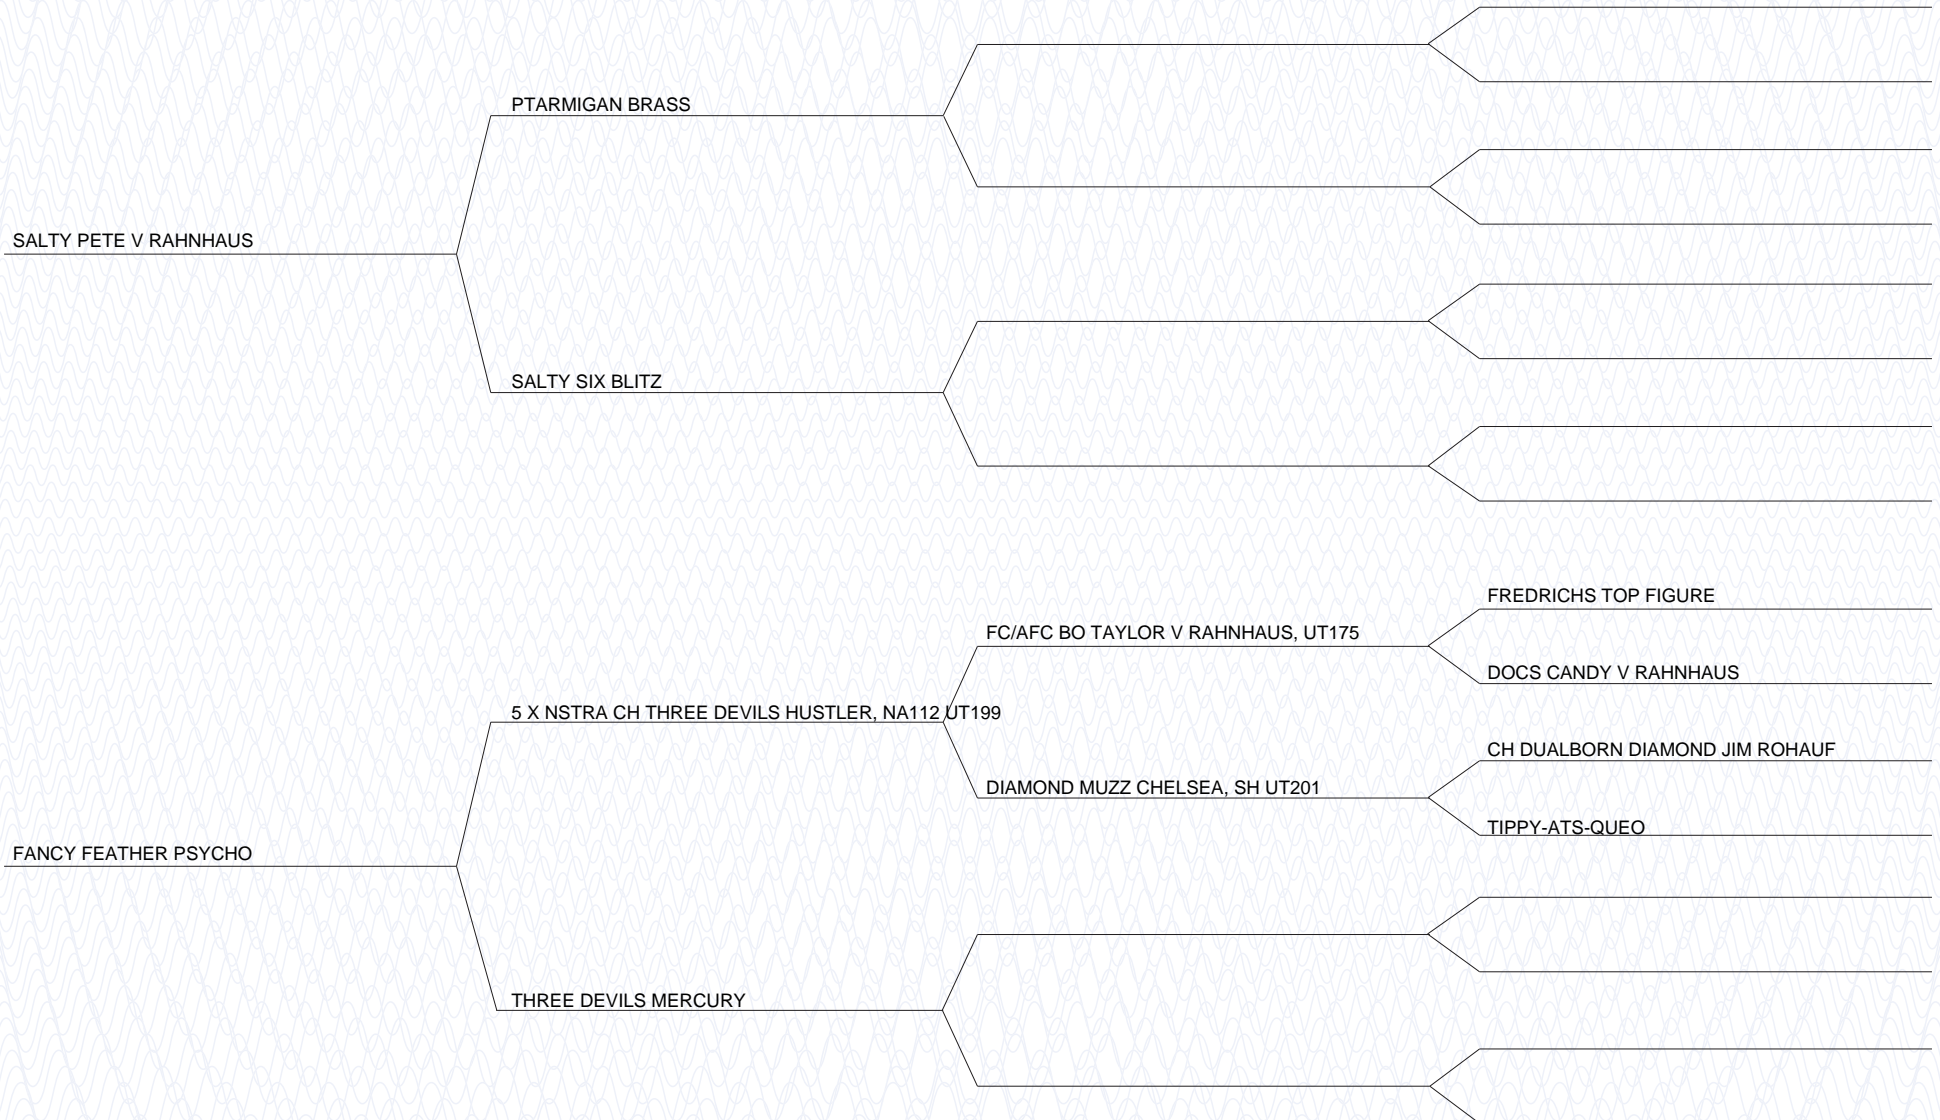 PTARMIGAN BRASS
SALTY PETE V RAHNHAUS
SALTY SIX BLITZ
FREDRICHS TOP FIGURE
FC/AFC BO TAYLOR V RAHNHAUS, UT175
DOCS CANDY V RAHNHAUS
5 X NSTRA CH THREE DEVILS HUSTLER, NA112 UT199
CH DUALBORN DIAMOND JIM ROHAUF
DIAMOND MUZZ CHELSEA, SH UT201
TIPPY-ATS-QUEO
FANCY FEATHER PSYCHO
THREE DEVILS MERCURY